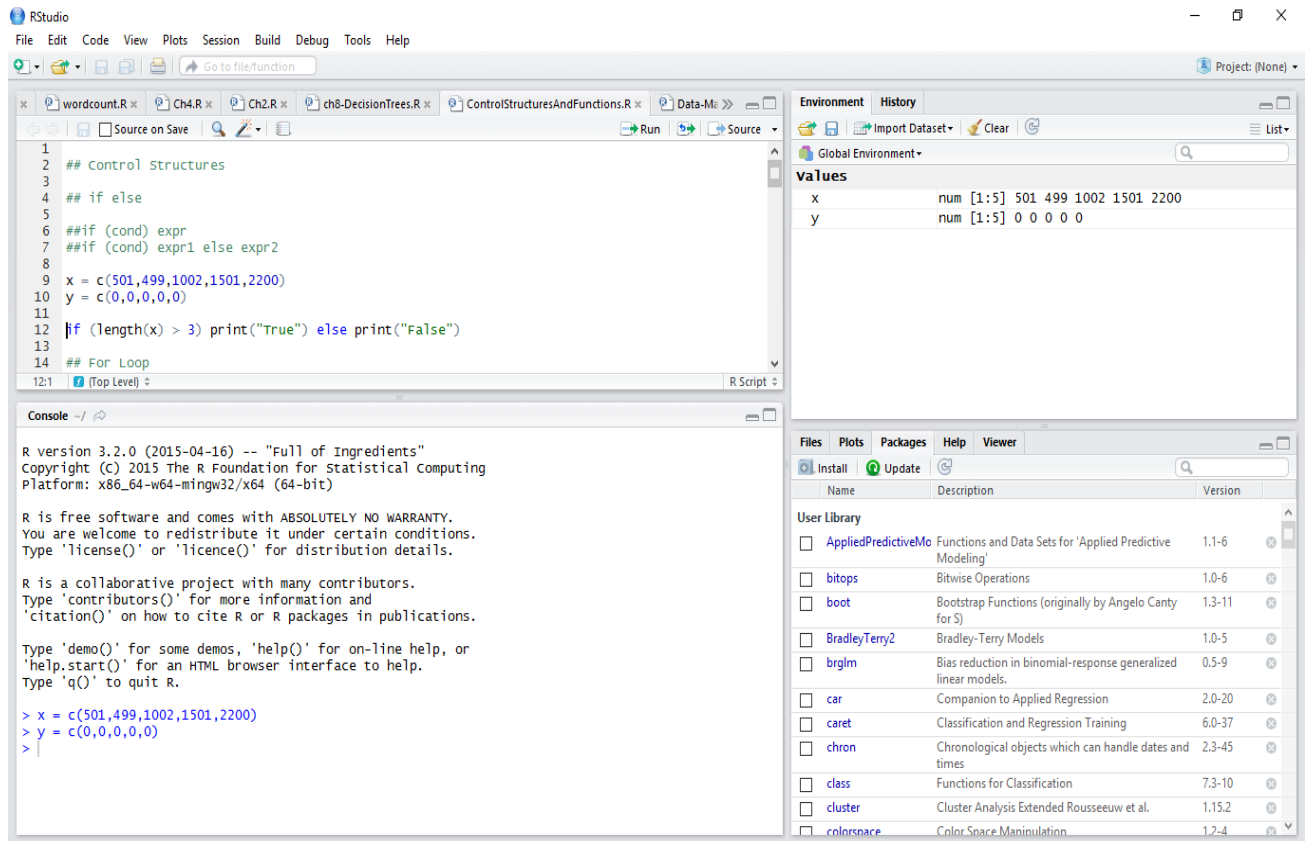 RStudio
File Edit Code View Plots Session Build Debug Tools Help
Go to file/function
Project: (None)
wordcount.R Ch4.R Ch2.R ch8-DecisionTrees.R ControlStructuresAndFunctions.R Data-Ma
Source on Save Run Source
1
2 ## Control Structures
3
4 ## if else
5
6 ##if (cond) expr
7 ##if (cond) expr1 else expr2
8
9 x = c(501,499,1002,1501,2200)
10 y = c(0,0,0,0,0)
11
12 if (length(x) > 3) print("True") else print("False")
13
14 ## For Loop
12:1 (Top Level) R Script
Console ~/
R version 3.2.0 (2015-04-16) -- "Full of Ingredients"
Copyright (C) 2015 The R Foundation for Statistical Computing
Platform: x86_64-w64-mingw32/x64 (64-bit)
R is free software and comes with ABSOLUTELY NO WARRANTY.
You are welcome to redistribute it under certain conditions.
Type 'license()' or 'licence()' for distribution details.
R is a collaborative project with many contributors.
Type 'contributors()' for more information and
'citation()' on how to cite R or R packages in publications.
Type 'demo()' for some demos, 'help()' for on-line help, or
'help.start()' for an HTML browser interface to help.
Type 'q()' to quit R.
> x = c(501,499,1002,1501,2200)
> y = c(0,0,0,0,0)
>
Environment History
Import Dataset Clear List
Global Environment
Values
x num [1:5] 501 499 1002 1501 2200
y num [1:5] 0 0 0 0 0
Files Plots Packages Help Viewer
Install Update
Name Description Version
User Library
AppliedPredictiveMo Functions and Data Sets for 'Applied Predictive 1.1-6
Modeling'
bitops Bitwise Operations 1.0-6
boot Bootstrap Functions (originally by Angelo Canty 1.3-11
for S)
BradleyTerry2 Bradley-Terry Models 1.0-5
brglm Bias reduction in binomial-response generalized 0.5-9
linear models.
car Companion to Applied Regression 2.0-20
caret Classification and Regression Training 6.0-37
chron Chronological objects which can handle dates and 2.3-45
times
class Functions for Classification 7.3-10
cluster Cluster Analysis Extended Rousseeuw et al. 1.15.2
colorspace Color Space Manipulation 1.2-4